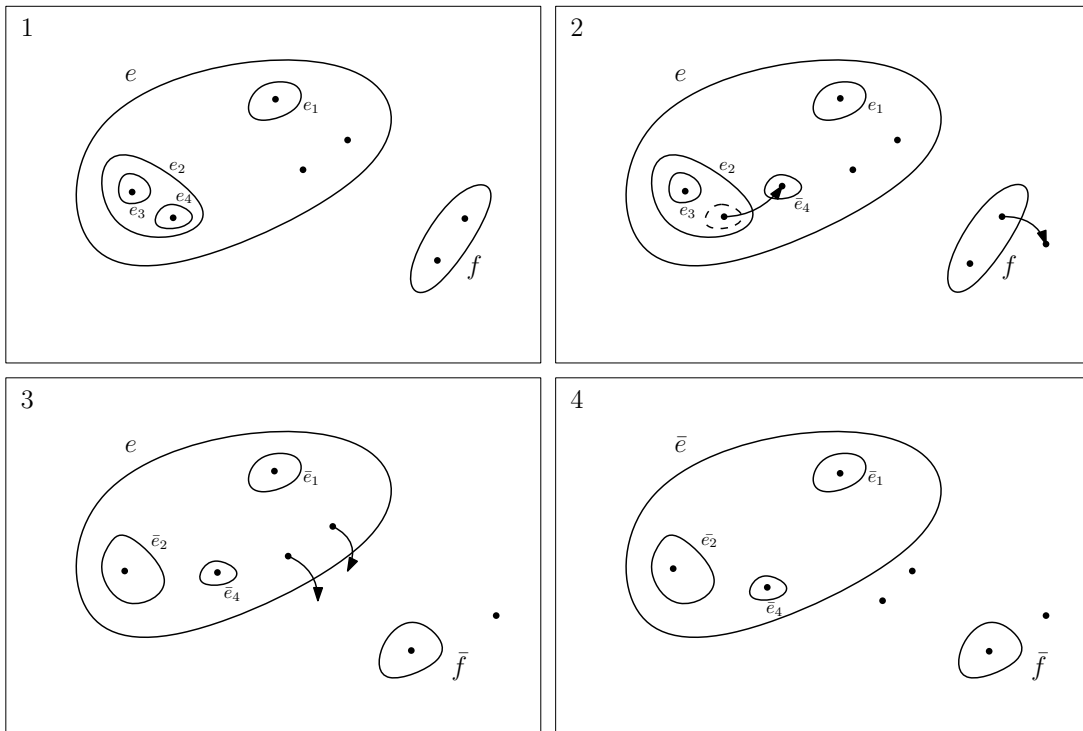 1
e
e₁
e₂
e₃
e₄
f
2
e
e₁
e₂
e₃
ē₄
f
3
e
ē₁
ē₂
ē₄
f̄
4
ē
ē₁
ē₂
ē₄
f̄